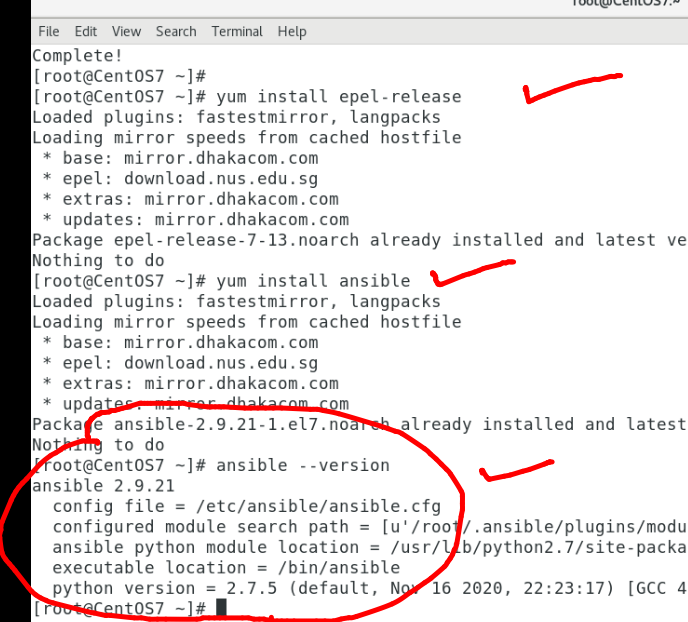 root@CentOS7:~
File Edit View Search Terminal Help
Complete!
[root@CentOS7 ~]#
[root@CentOS7 ~]# yum install epel-release
Loaded plugins: fastestmirror, langpacks
Loading mirror speeds from cached hostfile
 * base: mirror.dhakacom.com
 * epel: download.nus.edu.sg
 * extras: mirror.dhakacom.com
 * updates: mirror.dhakacom.com
Package epel-release-7-13.noarch already installed and latest ve
Nothing to do
[root@CentOS7 ~]# yum install ansible
Loaded plugins: fastestmirror, langpacks
Loading mirror speeds from cached hostfile
 * base: mirror.dhakacom.com
 * epel: download.nus.edu.sg
 * extras: mirror.dhakacom.com
 * updates: mirror.dhakacom.com
Package ansible-2.9.21-1.el7.noarch already installed and latest
Nothing to do
[root@CentOS7 ~]# ansible --version
ansible 2.9.21
  config file = /etc/ansible/ansible.cfg
  configured module search path = [u'/root/.ansible/plugins/modu
  ansible python module location = /usr/lib/python2.7/site-packa
  executable location = /bin/ansible
  python version = 2.7.5 (default, Nov 16 2020, 22:23:17) [GCC 4
[root@CentOS7 ~]#